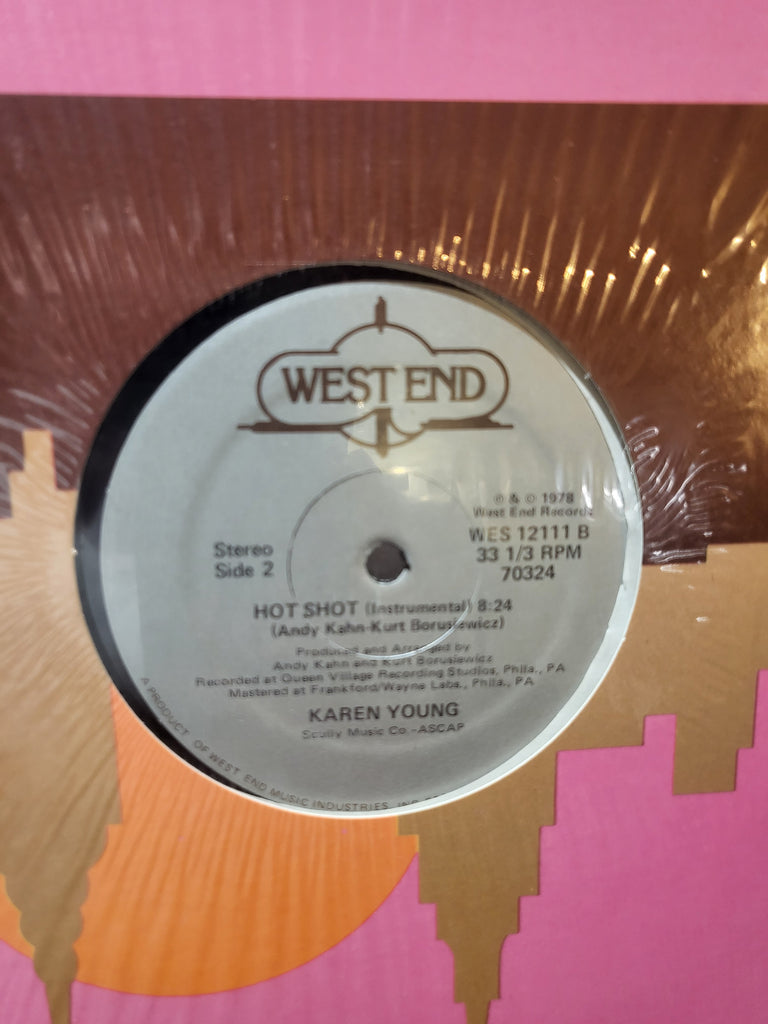 WEST END
℗ & © 1978
West End Records
WES 12111 B
33 1/3 RPM
70324
Stereo
Side 2
HOT SHOT (Instrumental) 8:24
(Andy Kahn-Kurt Borusiewicz)
Produced and Arranged by
Andy Kahn and Kurt Borusiewicz
Recorded at Queen Village Recording Studios, Phila., PA
Mastered at Frankford/Wayne Labs., Phila., PA
KAREN YOUNG
Scully Music Co.-ASCAP
A PRODUCT OF WEST END MUSIC INDUSTRIES, INC.